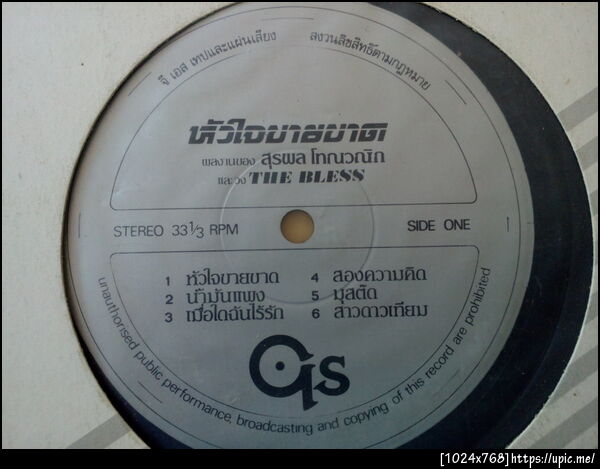 จี เอส เทปและแผ่นเสียง
สงวนลิขสิทธิ์ตามกฎหมาย
หัวใจขายขาด
ผลงานของ สุรพล โทณวณิก
และวง THE BLESS
STEREO 33 1/3 RPM
SIDE ONE
1 หัวใจขายขาด
2 น้ำมันแพง
3 เมื่อใดฉันไร้รัก
4 สองความคิด
5 มุสตี๊ด
6 สาวดาวเทียม
GS
unauthorised public performance, broadcasting and copying of this record are prohibited
[1024x768]https://upic.me/